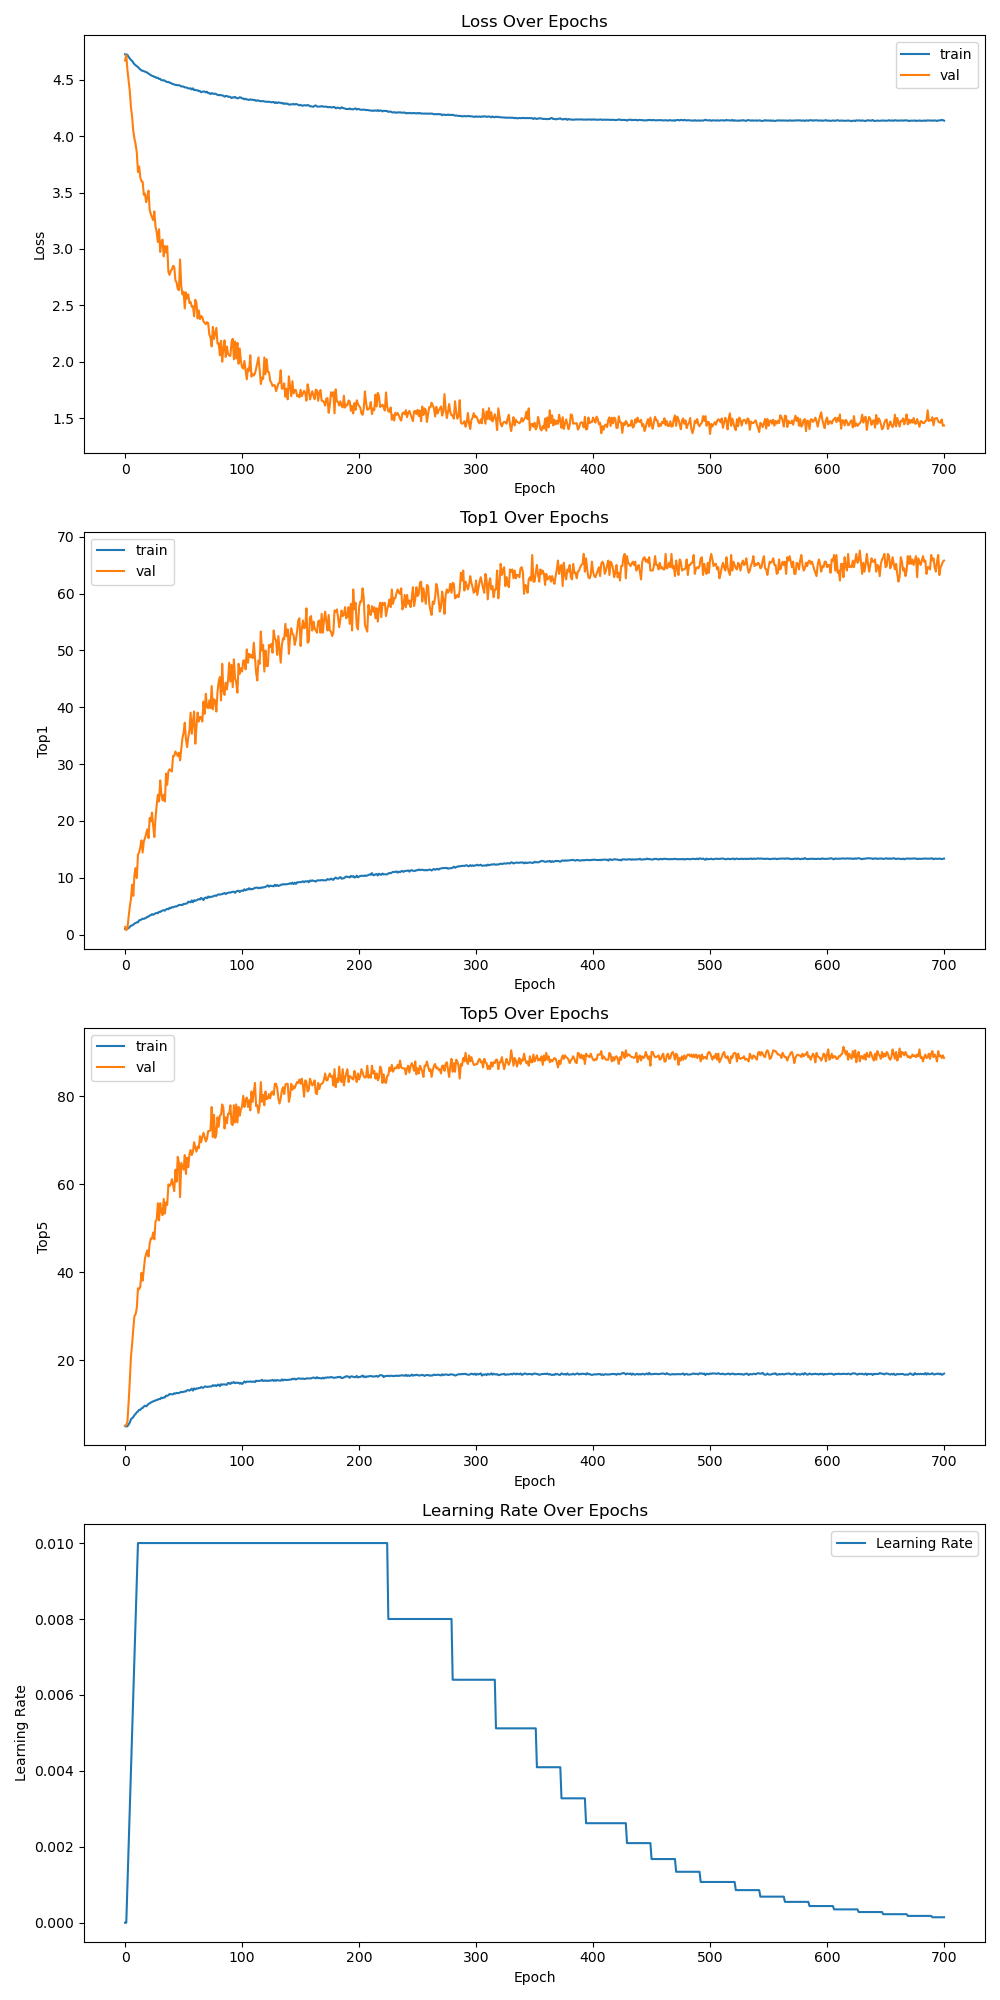 Loss Over Epochs
train
val
4.5
4.0
3.5
3.0
2.5
2.0
1.5
Loss
0 100 200 300 400 500 600 700
Epoch
Top1 Over Epochs
train
val
70
60
50
40
30
20
10
0
Top1
0 100 200 300 400 500 600 700
Epoch
Top5 Over Epochs
train
val
80
60
40
20
Top5
0 100 200 300 400 500 600 700
Epoch
Learning Rate Over Epochs
Learning Rate
0.010
0.008
0.006
0.004
0.002
0.000
Learning Rate
0 100 200 300 400 500 600 700
Epoch